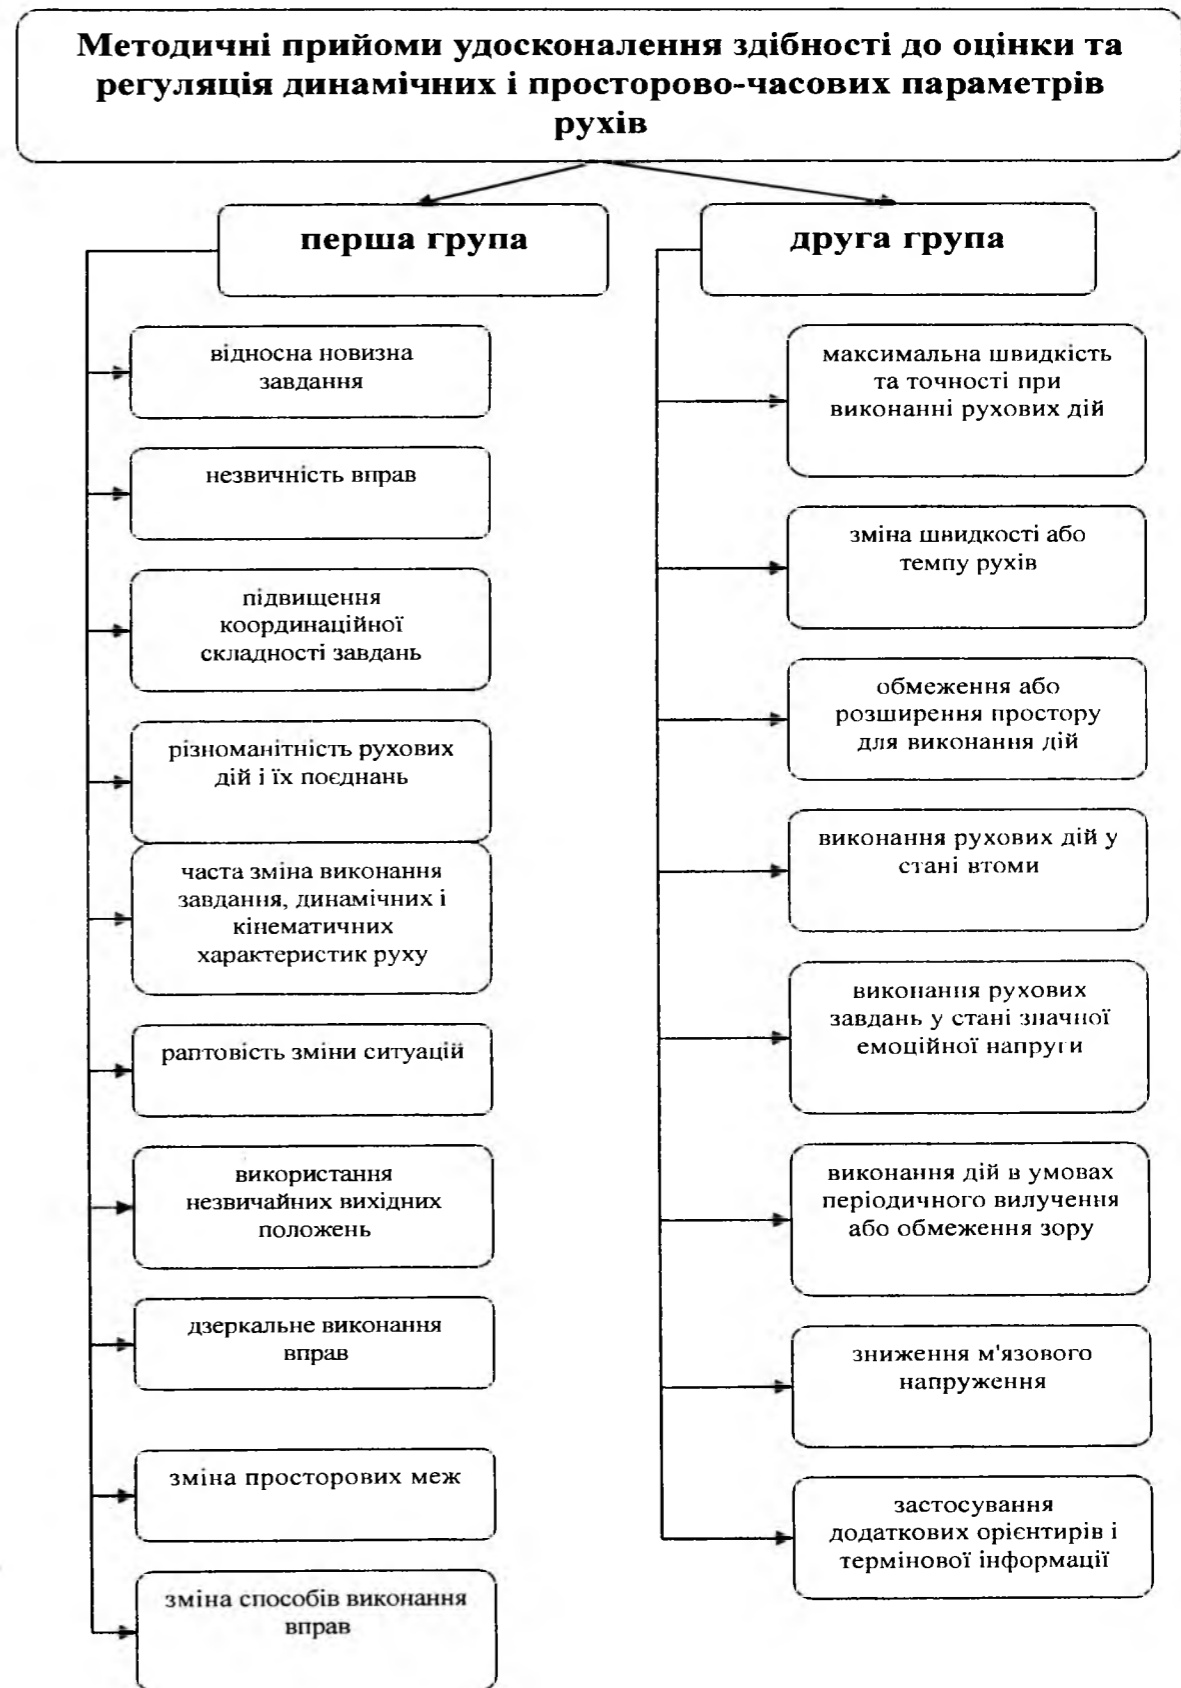 Методичні прийоми удосконалення здібності до оцінки та
регуляція динамічних і просторово-часових параметрів
рухів
перша група
відносна новизна
завдання
незвичність вправ
підвищення
координаційної
складності завдань
різноманітність рухових
дій і їх поєднань
часта зміна виконання
завдання, динамічних і
кінематичних
характеристик руху
раптовість зміни ситуацій
використання
незвичайних вихідних
положень
дзеркальне виконання
вправ
зміна просторових меж
зміна способів виконання
вправ
друга група
максимальна швидкість
та точності при
виконанні рухових дій
зміна швидкості або
темпу рухів
обмеження або
розширення простору
для виконання дій
виконання рухових дій у
стані втоми
виконання рухових
завдань у стані значної
емоційної напруги
виконання дій в умовах
періодичного вилучення
або обмеження зору
зниження м'язового
напруження
застосування
додаткових орієнтирів і
термінової інформації